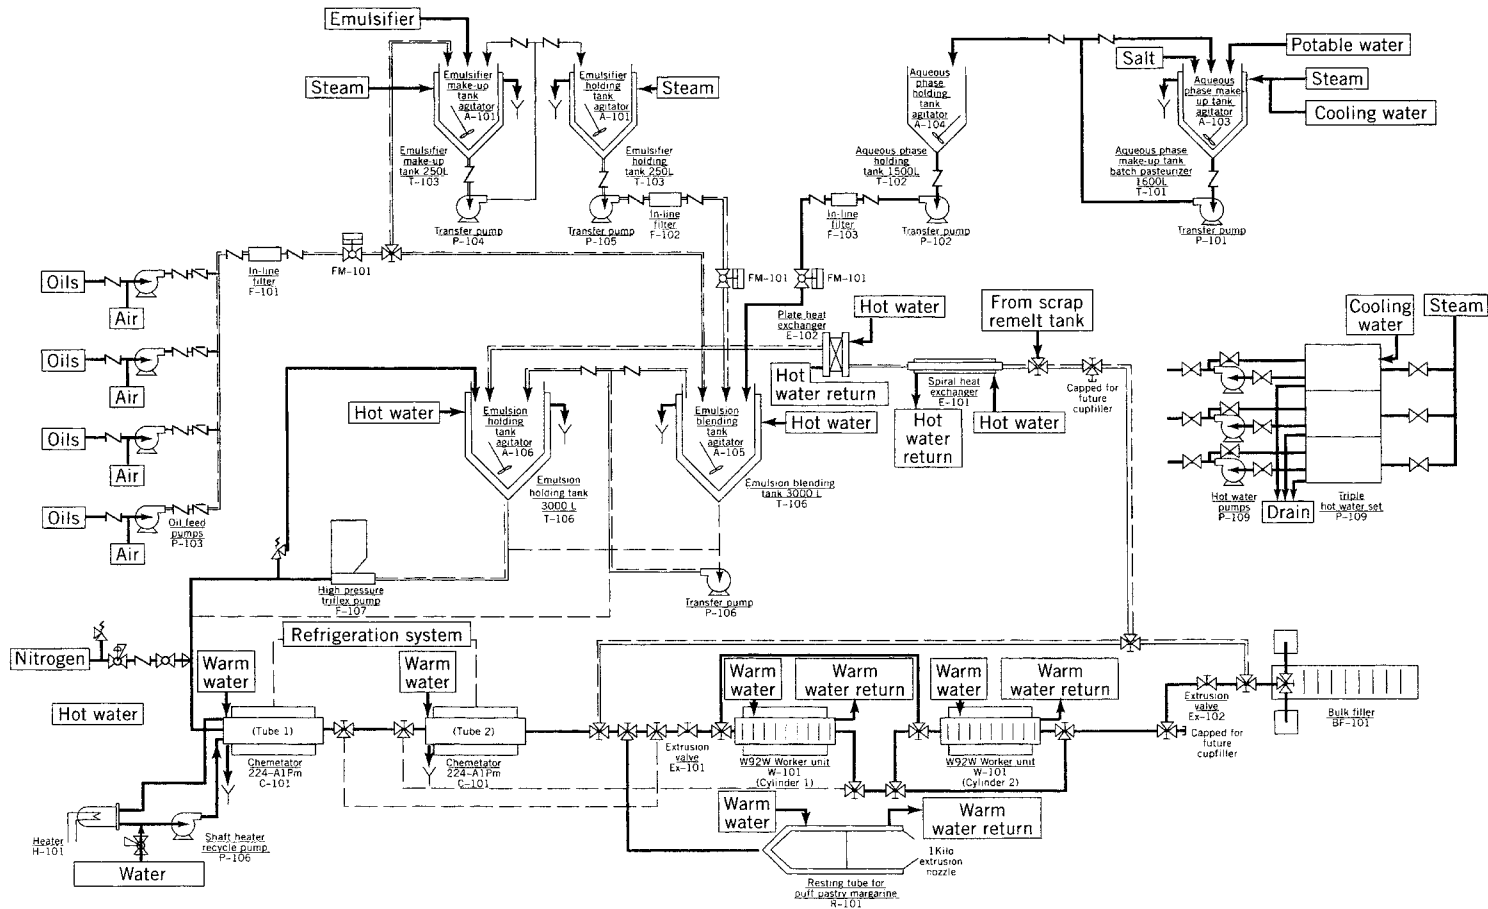 Emulsifier
Potable water
Salt
Steam
Cooling water
Steam
Steam
Emulsifier
make-up
tank
agitator
A-101
Emulsifier
holding
tank
agitator
A-101
Aqueous
phase
holding
tank
agitator
A-104
Aqueous
phase make-
up tank
agitator
A-103
Emulsifier
make-up
tank 250L
T-103
Emulsifier
holding
tank 250L
T-103
Aqueous phase
holding
tank 1500L
T-102
Aqueous phase
make-up tank
batch pasteurizer
1600L
T-101
Transfer pump
P-104
Transfer pump
P-105
In-line
filter
F-102
In-line
filter
F-103
Transfer pump
P-102
Transfer pump
P-101
Oils
Air
In-line
filter
F-101
FM-101
FM-101
FM-101
Oils
Air
Oils
Air
Oils
Air
Oil feed
pumps
P-103
Plate heat
exchanger
E-102
Hot water
From scrap
remelt tank
Hot
water return
Spiral heat
exchanger
E-101
Capped for
future
cupfiller
Hot
water
return
Hot water
Cooling
water
Steam
Hot water
pumps
P-109
Drain
Triple
hot water set
P-109
Hot water
Emulsion
holding
tank
agitator
A-106
Emulsion
blending
tank
agitator
A-105
Hot water
Emulsion
holding tank
3000 L
T-106
Emulsion blending
tank 3000 L
T-106
High pressure
triflex pump
F-107
Transfer pump
P-106
Nitrogen
Refrigeration system
Warm
water
Warm
water
Warm
water
Warm
water return
Warm
water
Warm
water return
Hot water
(Tube 1)
(Tube 2)
Chemetator
224-A1Pm
C-101
Chemetator
224-A1Pm
C-101
Extrusion
valve
Ex-101
W92W Worker unit
W-101
(Cylinder 1)
W92W Worker unit
W-101
(Cylinder 2)
Extrusion
valve
Ex-102
Capped for
future
cupfiller
Bulk filler
BF-101
Heater
H-101
Shaft heater
recycle pump
P-106
Water
Warm
water
Warm
water return
1Kilo
extrusion
nozzle
Resting tube for
puff pastry margarine
R-101